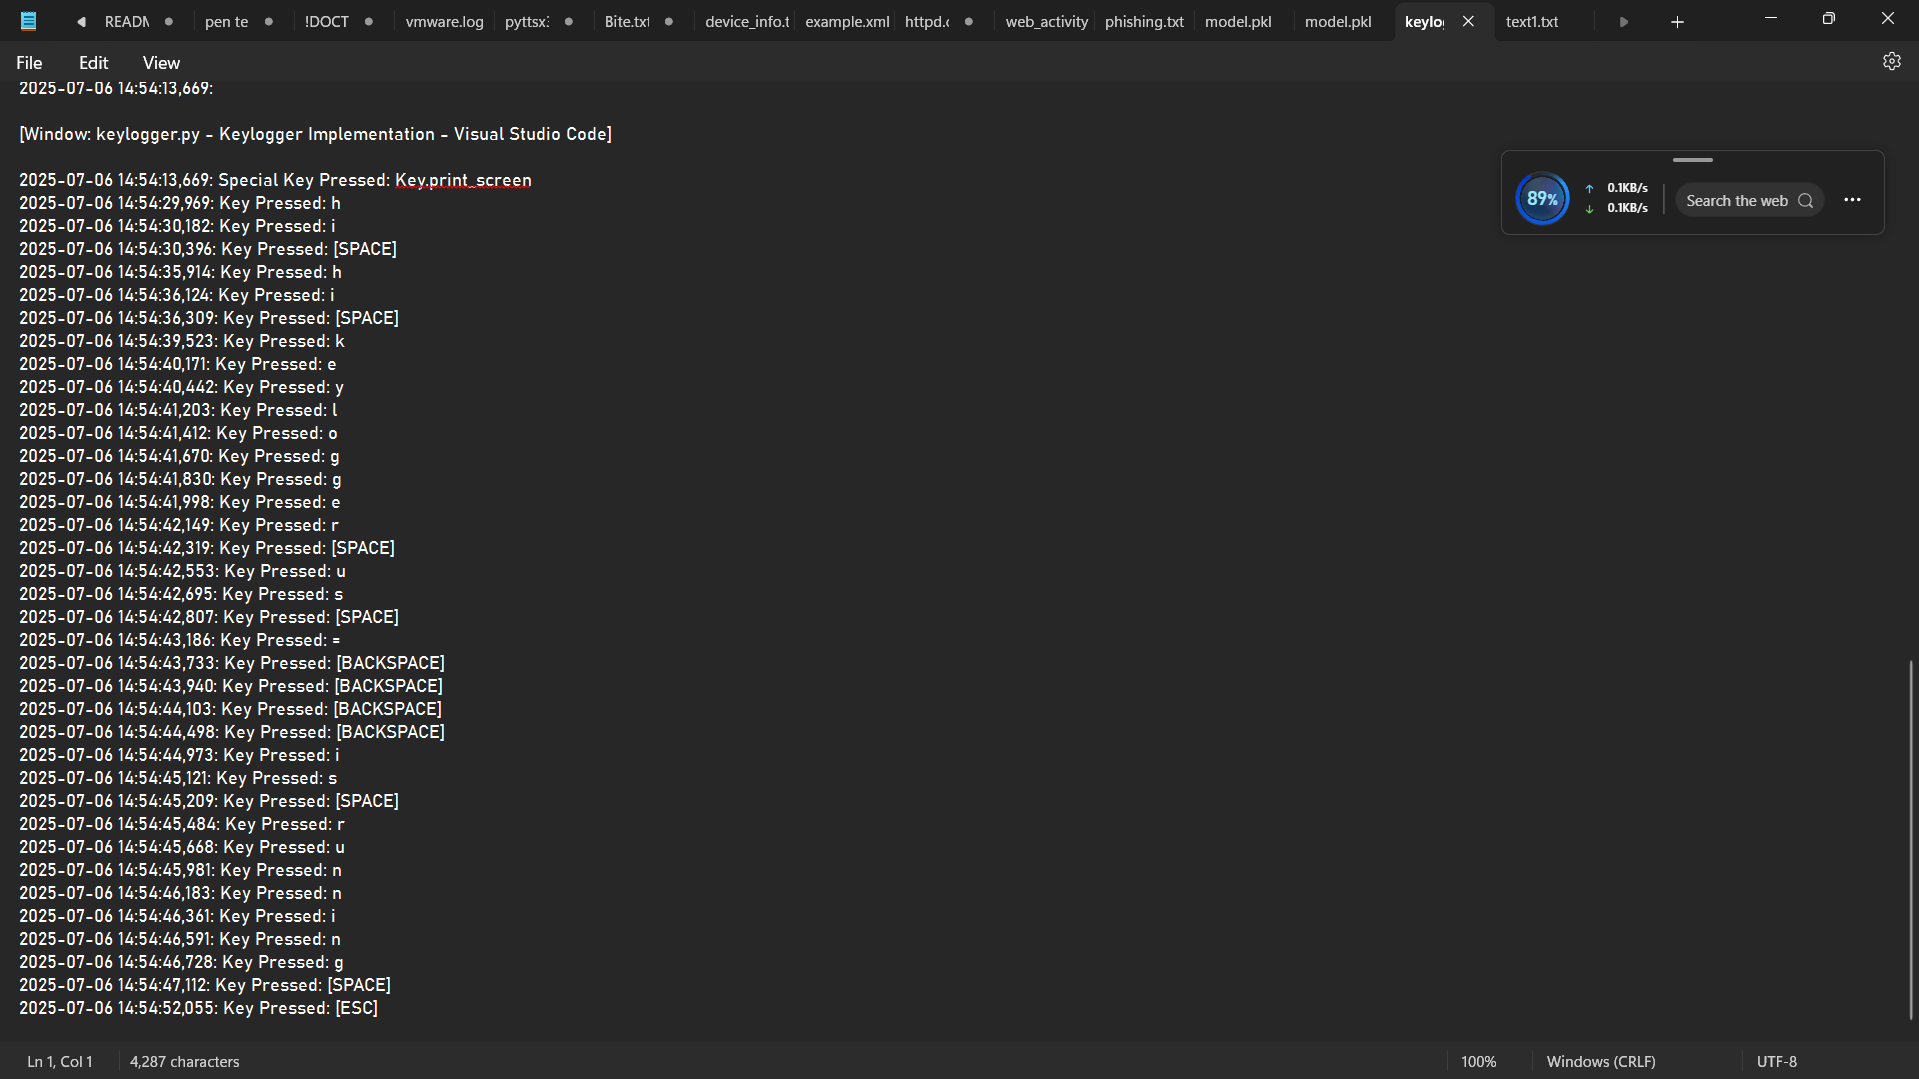 READM
pen te
!DOCT
vmware.log
pyttsx:
Bite.txt
device_info.t
example.xml
httpd.c
web_activity
phishing.txt
model.pkl
model.pkl
keylo
text1.txt
File Edit View
2025-07-06 14:54:13,669:
[Window: keylogger.py - Keylogger Implementation - Visual Studio Code]
2025-07-06 14:54:13,669: Special Key Pressed: Key.print_screen
2025-07-06 14:54:29,969: Key Pressed: h
2025-07-06 14:54:30,182: Key Pressed: i
2025-07-06 14:54:30,396: Key Pressed: [SPACE]
2025-07-06 14:54:35,914: Key Pressed: h
2025-07-06 14:54:36,124: Key Pressed: i
2025-07-06 14:54:36,309: Key Pressed: [SPACE]
2025-07-06 14:54:39,523: Key Pressed: k
2025-07-06 14:54:40,171: Key Pressed: e
2025-07-06 14:54:40,442: Key Pressed: y
2025-07-06 14:54:41,203: Key Pressed: l
2025-07-06 14:54:41,412: Key Pressed: o
2025-07-06 14:54:41,670: Key Pressed: g
2025-07-06 14:54:41,830: Key Pressed: g
2025-07-06 14:54:41,998: Key Pressed: e
2025-07-06 14:54:42,149: Key Pressed: r
2025-07-06 14:54:42,319: Key Pressed: [SPACE]
2025-07-06 14:54:42,553: Key Pressed: u
2025-07-06 14:54:42,695: Key Pressed: s
2025-07-06 14:54:42,807: Key Pressed: [SPACE]
2025-07-06 14:54:43,186: Key Pressed: =
2025-07-06 14:54:43,733: Key Pressed: [BACKSPACE]
2025-07-06 14:54:43,940: Key Pressed: [BACKSPACE]
2025-07-06 14:54:44,103: Key Pressed: [BACKSPACE]
2025-07-06 14:54:44,498: Key Pressed: [BACKSPACE]
2025-07-06 14:54:44,973: Key Pressed: i
2025-07-06 14:54:45,121: Key Pressed: s
2025-07-06 14:54:45,209: Key Pressed: [SPACE]
2025-07-06 14:54:45,484: Key Pressed: r
2025-07-06 14:54:45,668: Key Pressed: u
2025-07-06 14:54:45,981: Key Pressed: n
2025-07-06 14:54:46,183: Key Pressed: n
2025-07-06 14:54:46,361: Key Pressed: i
2025-07-06 14:54:46,591: Key Pressed: n
2025-07-06 14:54:46,728: Key Pressed: g
2025-07-06 14:54:47,112: Key Pressed: [SPACE]
2025-07-06 14:54:52,055: Key Pressed: [ESC]
89%
↑ 0.1KB/s
↓ 0.1KB/s
Search the web
Ln 1, Col 1
4,287 characters
100%
Windows (CRLF)
UTF-8